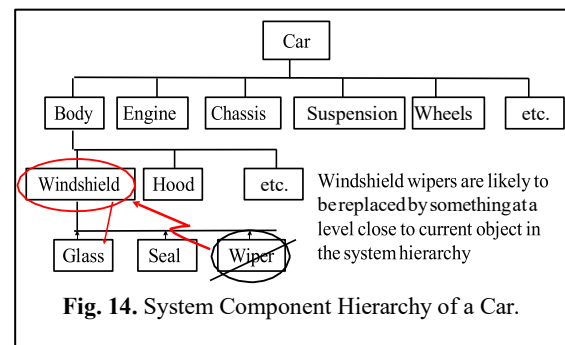 Car
Body Engine Chassis Suspension Wheels etc.
Windshield Hood etc.
Windshield wipers are likely to
be replaced by something at a
level close to current object in
the system hierarchy
Glass Seal Wiper
Fig. 14. System Component Hierarchy of a Car.